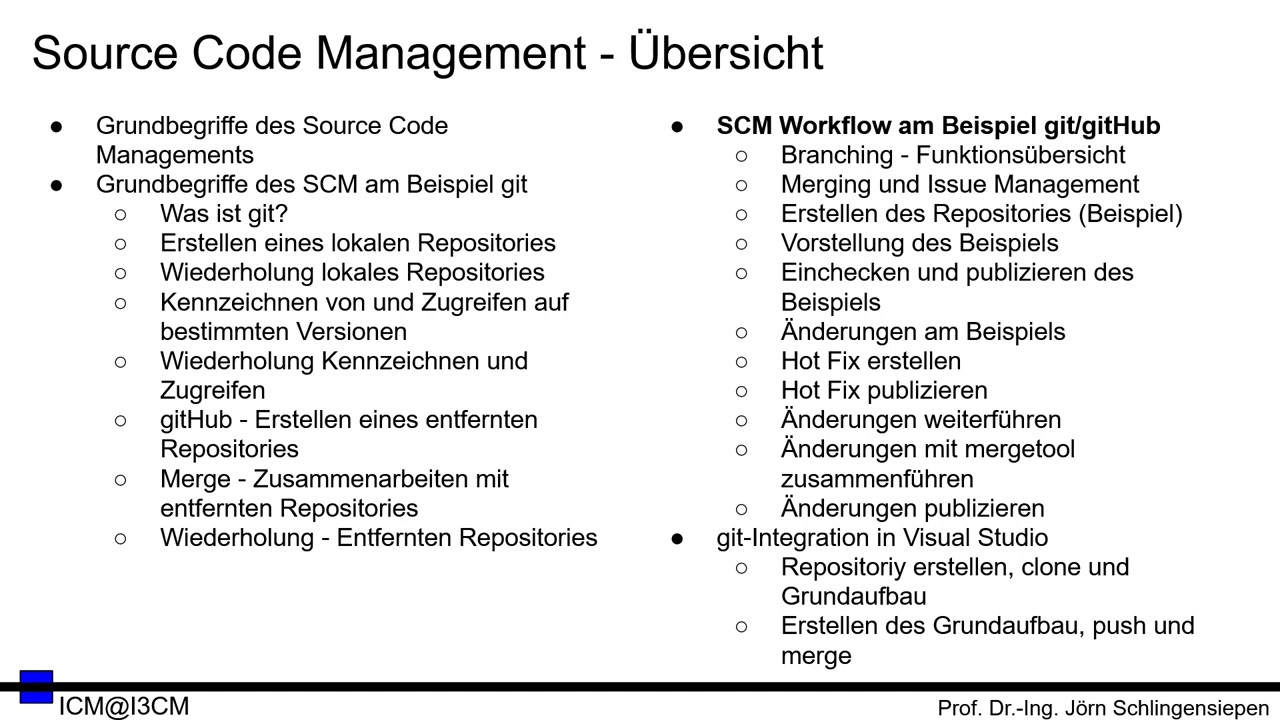 Source Code Management - Übersicht
● Grundbegriffe des Source Code
Managements
● Grundbegriffe des SCM am Beispiel git
○ Was ist git?
○ Erstellen eines lokalen Repositories
○ Wiederholung lokales Repositories
○ Kennzeichnen von und Zugreifen auf
bestimmten Versionen
○ Wiederholung Kennzeichnen und
Zugreifen
○ gitHub - Erstellen eines entfernten
Repositories
○ Merge - Zusammenarbeiten mit
entfernten Repositories
○ Wiederholung - Entfernten Repositories
● SCM Workflow am Beispiel git/gitHub
○ Branching - Funktionsübersicht
○ Merging und Issue Management
○ Erstellen des Repositories (Beispiel)
○ Vorstellung des Beispiels
○ Einchecken und publizieren des
Beispiels
○ Änderungen am Beispiels
○ Hot Fix erstellen
○ Hot Fix publizieren
○ Änderungen weiterführen
○ Änderungen mit mergetool
zusammenführen
○ Änderungen publizieren
● git-Integration in Visual Studio
○ Repositoriy erstellen, clone und
Grundaufbau
○ Erstellen des Grundaufbau, push und
merge
ICM@I3CM
Prof. Dr.-Ing. Jörn Schlingensiepen